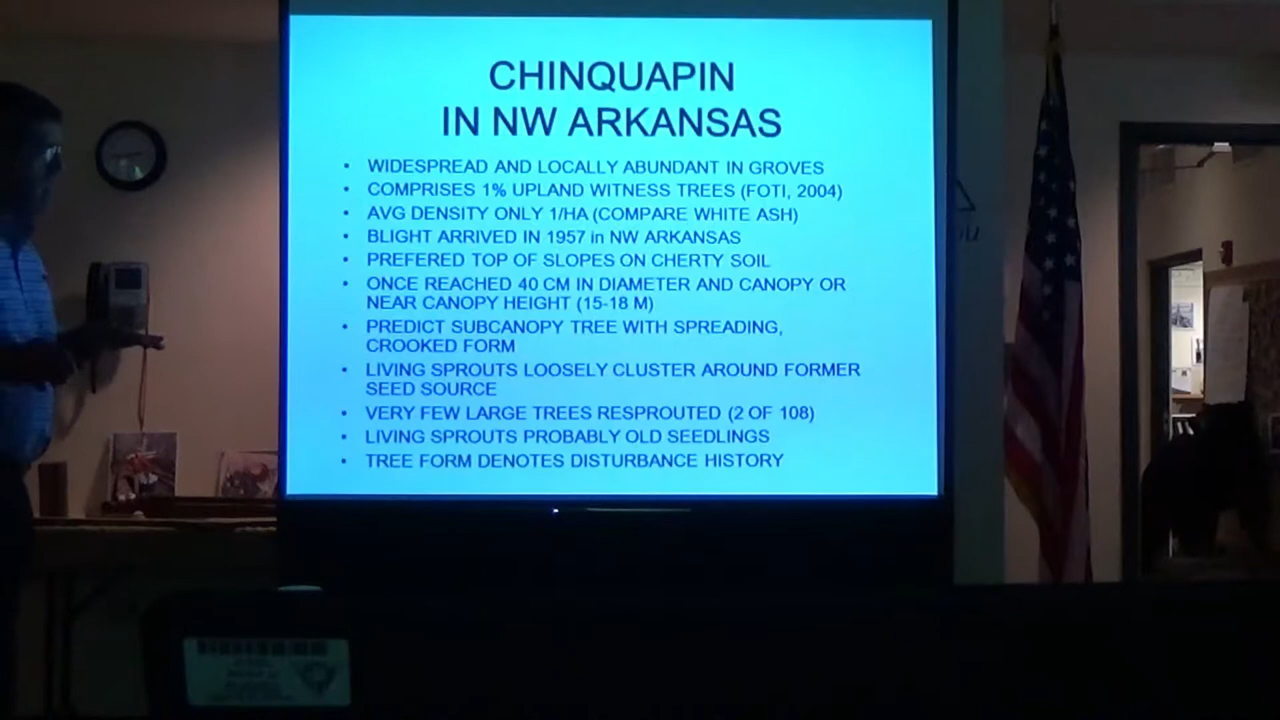 CHINQUAPIN
IN NW ARKANSAS
• WIDESPREAD AND LOCALLY ABUNDANT IN GROVES
• COMPRISES 1% UPLAND WITNESS TREES (FOTI, 2004)
• AVG DENSITY ONLY 1/HA (COMPARE WHITE ASH)
• BLIGHT ARRIVED IN 1957 in NW ARKANSAS
• PREFERED TOP OF SLOPES ON CHERTY SOIL
• ONCE REACHED 40 CM IN DIAMETER AND CANOPY OR
NEAR CANOPY HEIGHT (15-18 M)
• PREDICT SUBCANOPY TREE WITH SPREADING,
CROOKED FORM
• LIVING SPROUTS LOOSELY CLUSTER AROUND FORMER
SEED SOURCE
• VERY FEW LARGE TREES RESPROUTED (2 OF 108)
• LIVING SPROUTS PROBABLY OLD SEEDLINGS
• TREE FORM DENOTES DISTURBANCE HISTORY